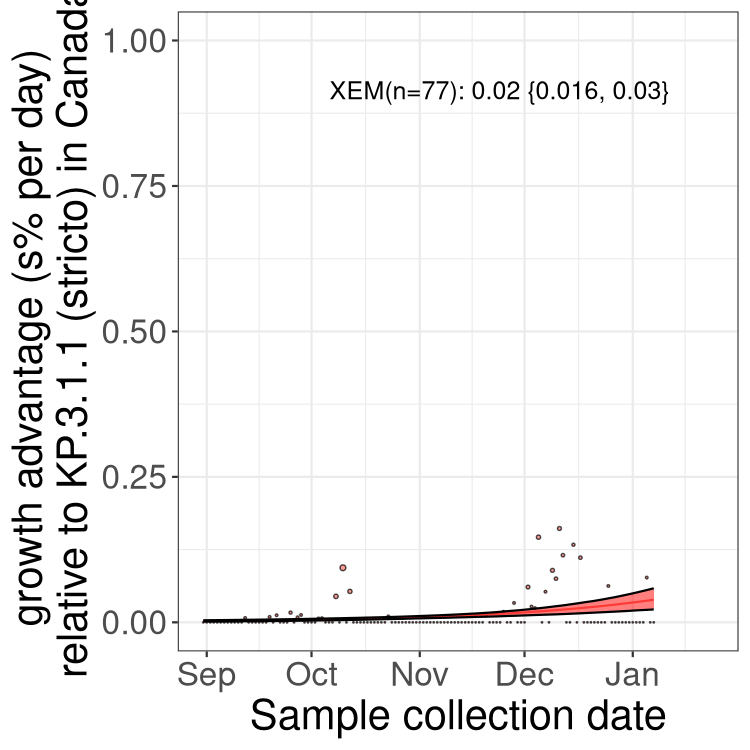 growth advantage (s% per day)
relative to KP.3.1.1 (stricto) in Canada
1.00
0.75
0.50
0.25
0.00
XEM(n=77): 0.02 {0.016, 0.03}
Sep Oct Nov Dec Jan
Sample collection date